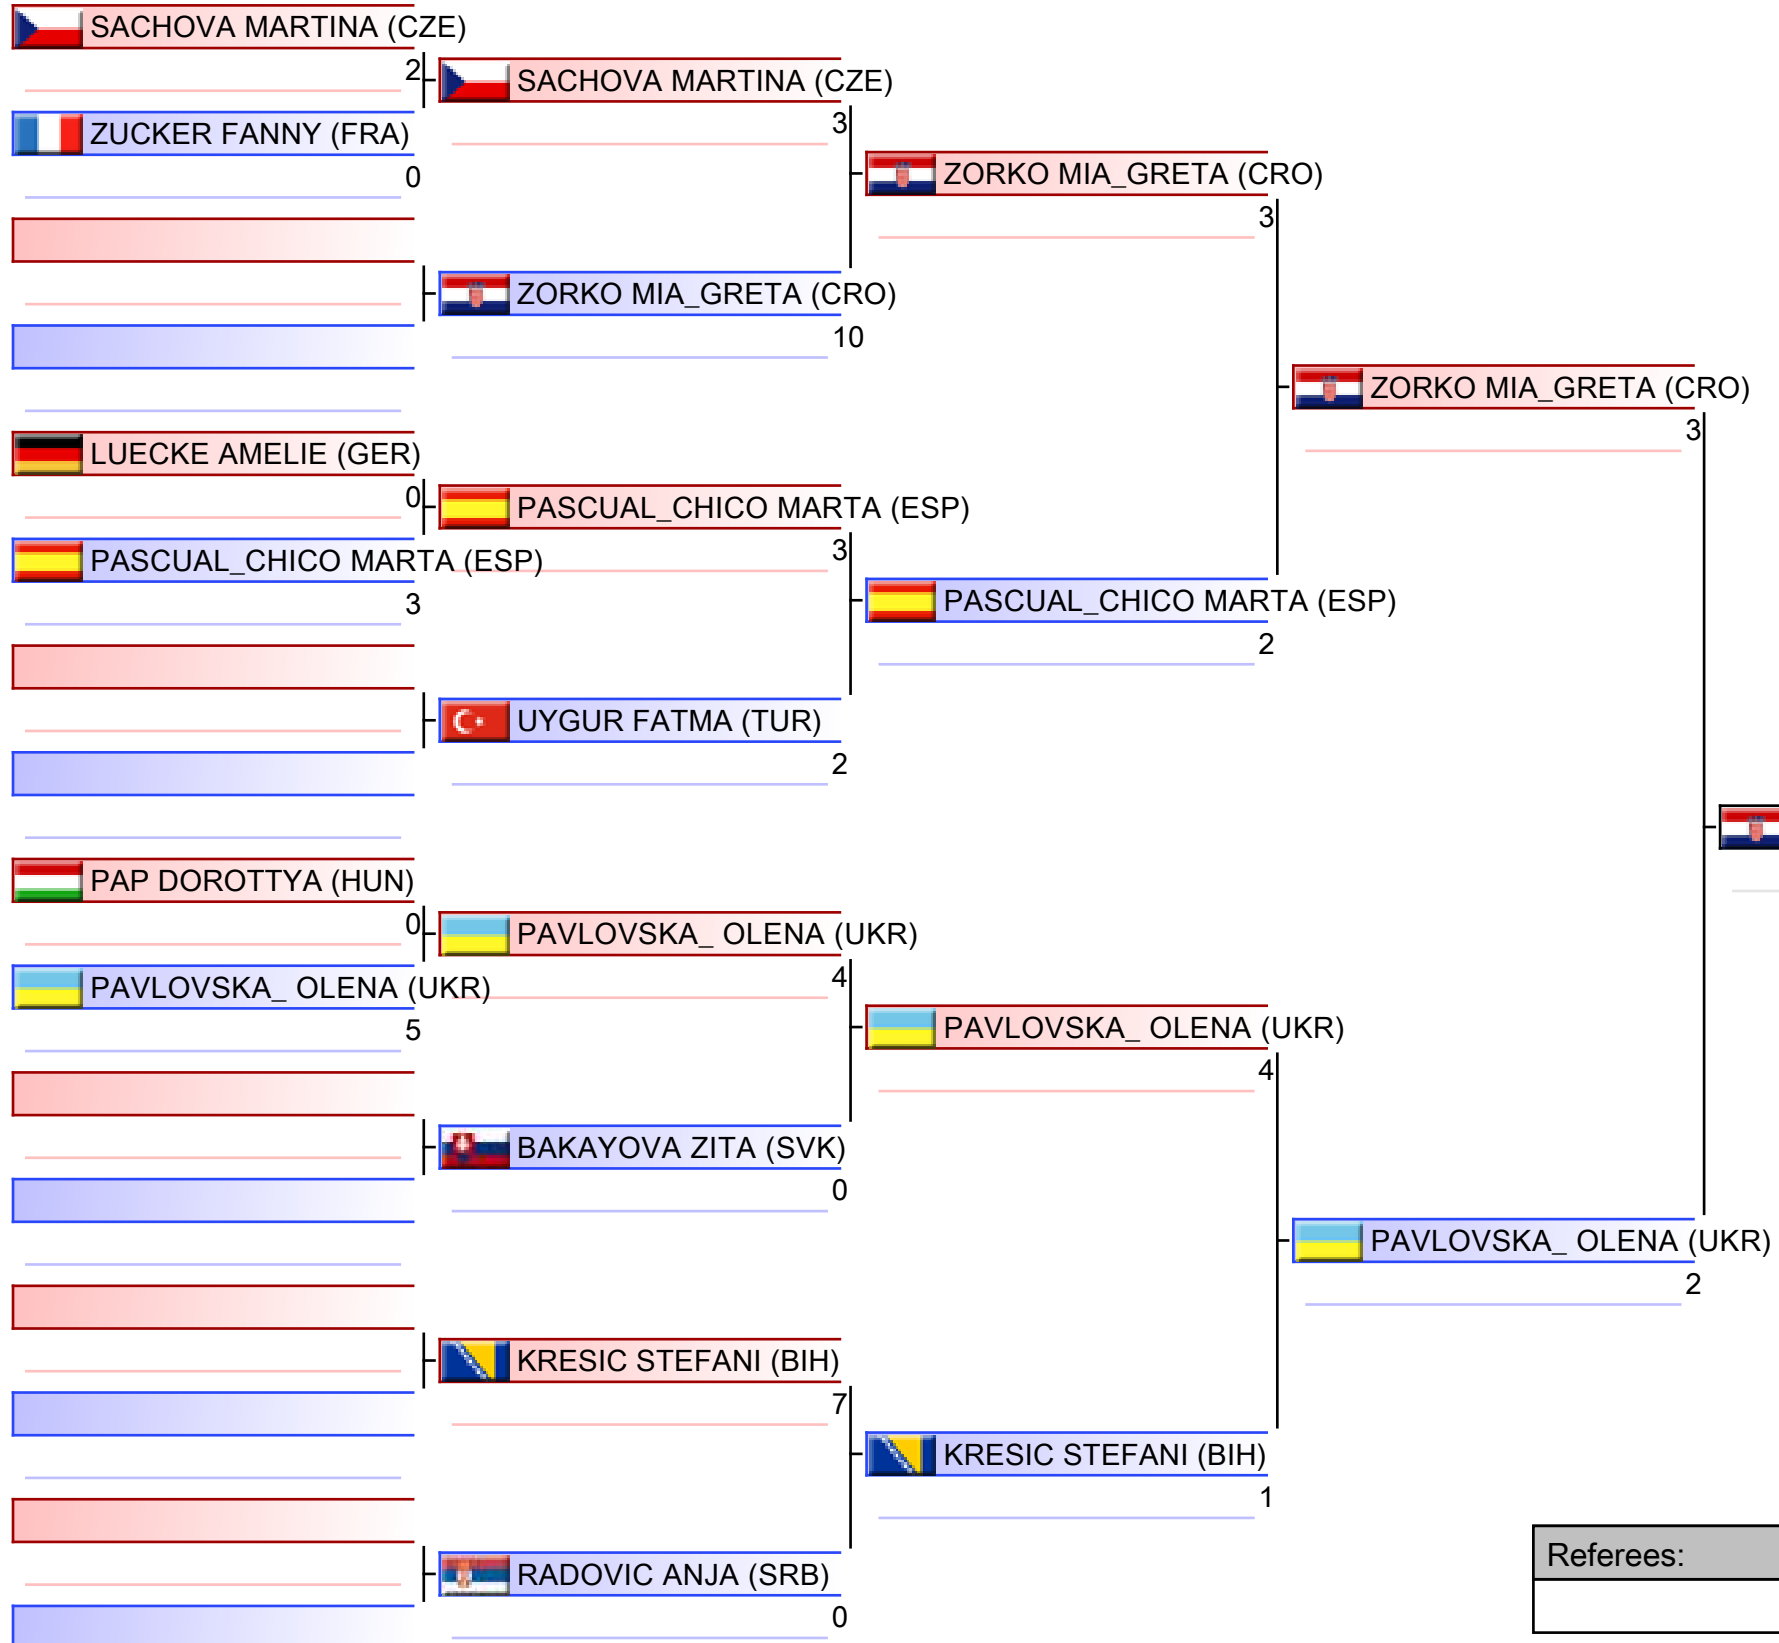 SACHOVA MARTINA (CZE)
2
SACHOVA MARTINA (CZE)
3
ZUCKER FANNY (FRA)
0
ZORKO MIA_GRETA (CRO)
3
ZORKO MIA_GRETA (CRO)
10
ZORKO MIA_GRETA (CRO)
3
LUECKE AMELIE (GER)
0
PASCUAL_CHICO MARTA (ESP)
3
PASCUAL_CHICO MARTA (ESP)
3
PASCUAL_CHICO MARTA (ESP)
2
UYGUR FATMA (TUR)
2
PAP DOROTTYA (HUN)
0
PAVLOVSKA_ OLENA (UKR)
4
PAVLOVSKA_ OLENA (UKR)
5
PAVLOVSKA_ OLENA (UKR)
4
BAKAYOVA ZITA (SVK)
0
PAVLOVSKA_ OLENA (UKR)
2
KRESIC STEFANI (BIH)
7
KRESIC STEFANI (BIH)
1
RADOVIC ANJA (SRB)
0
Referees: